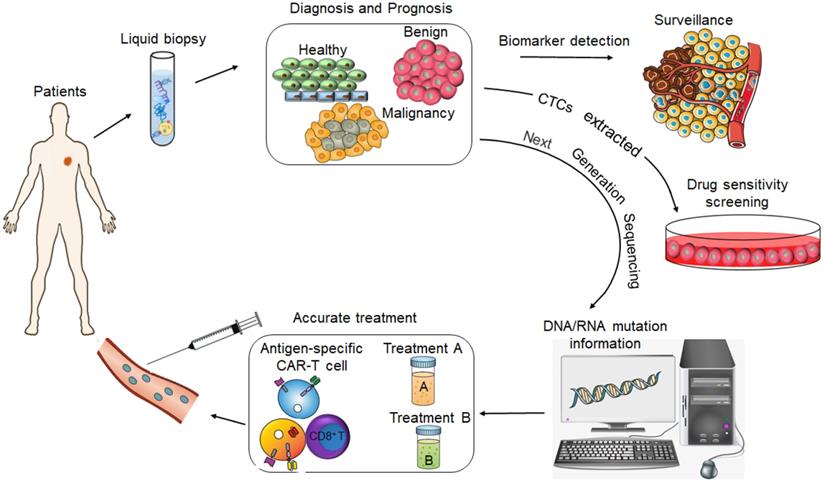 Diagnosis and Prognosis
Liquid biopsy
Patients
Healthy
Benign
Malignancy
Biomarker detection
Surveillance
CTCs extracted
Next Generation Sequencing
Drug sensitivity
screening
DNA/RNA mutation
information
Accurate treatment
Antigen-specific
CAR-T cell
CD8⁺T
Treatment A
A
Treatment B
B